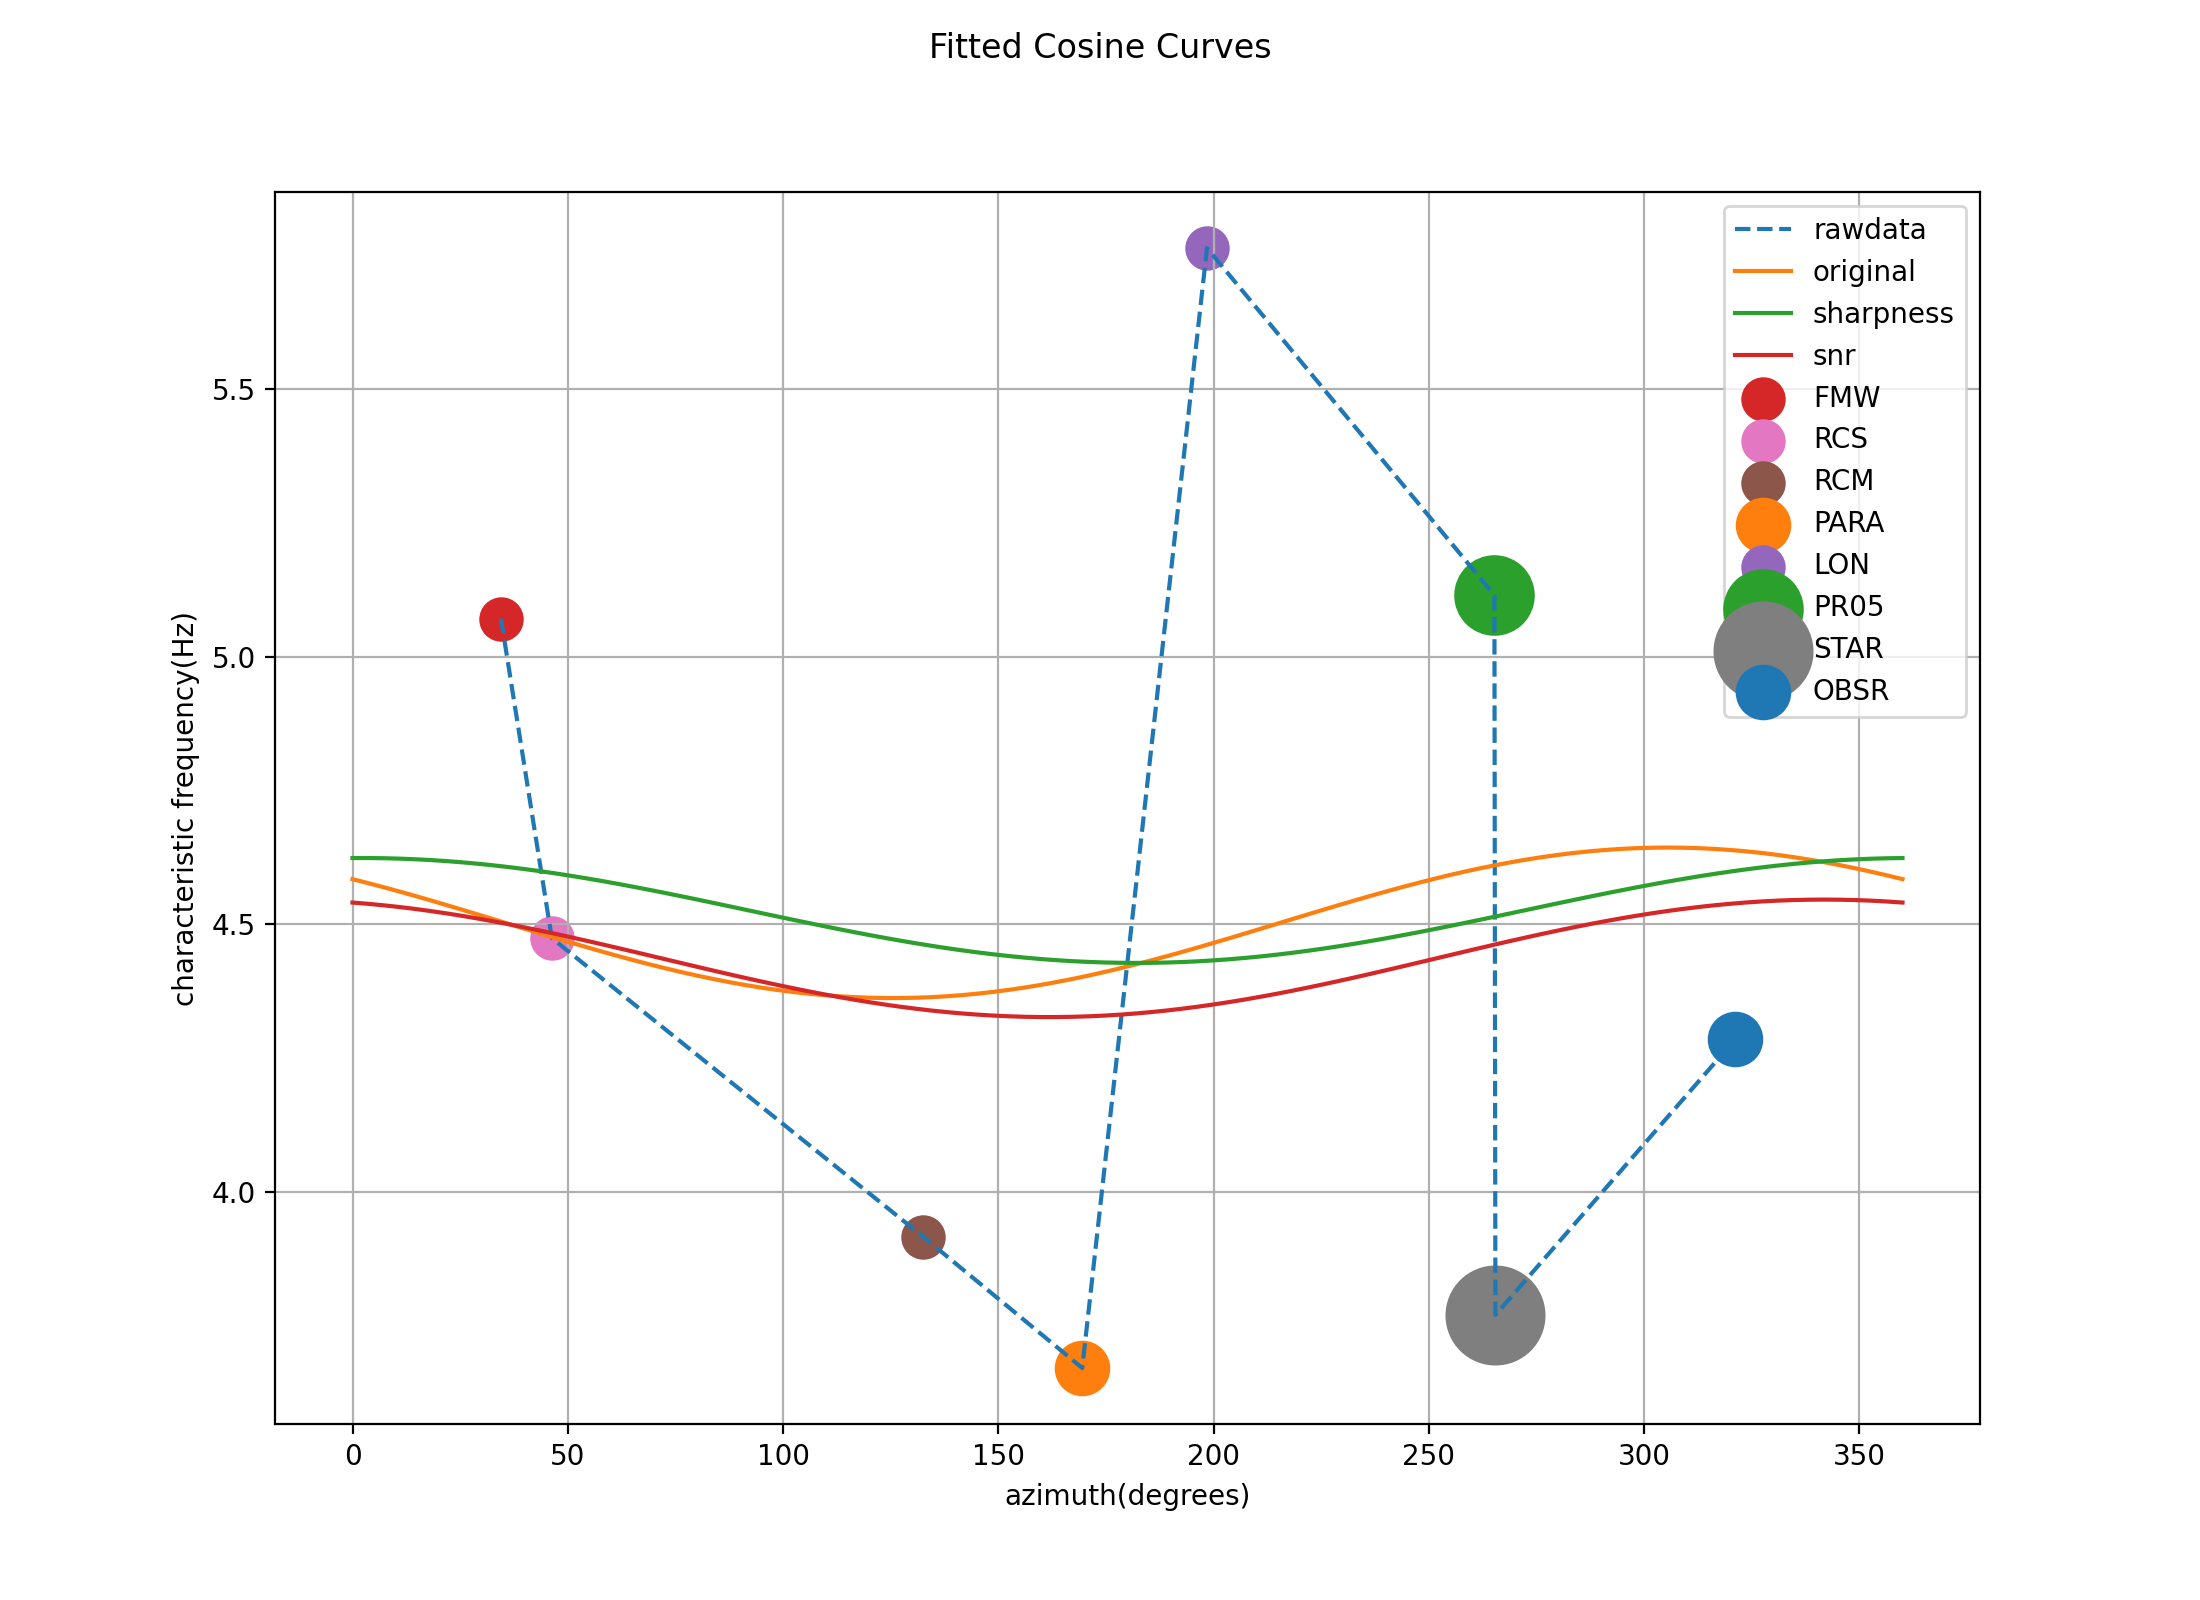 Fitted Cosine Curves
rawdata
original
sharpness
snr
FMW
RCS
RCM
PARA
LON
PR05
STAR
OBSR
characteristic frequency(Hz)
5.5
5.0
4.5
4.0
0 50 100 150 200 250 300 350
azimuth(degrees)